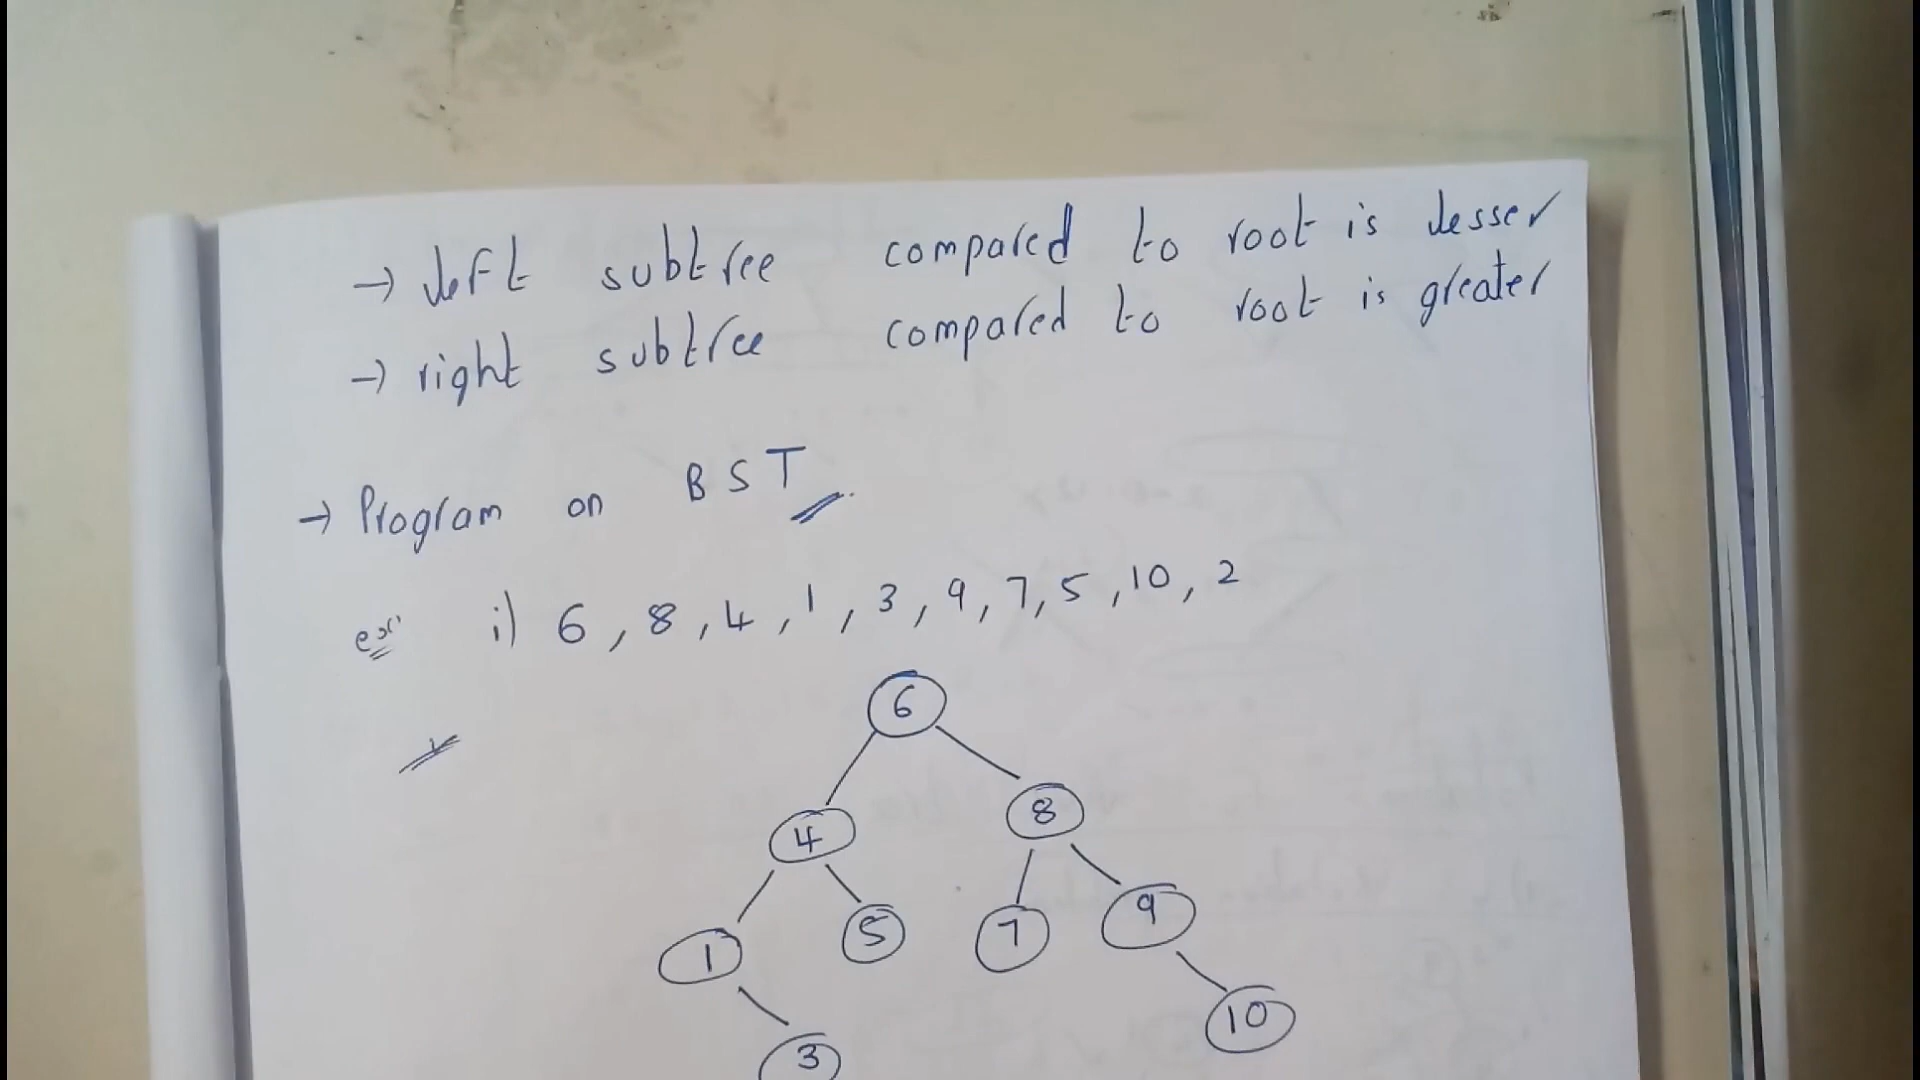 → left subtree compared to root is lesser
→ right subtree compared to root is greater
→ Program on BST
ex:- i) 6, 8, 4, 1, 3, 9, 7, 5, 10, 2
6
4 8
1 5 7 9
3 10